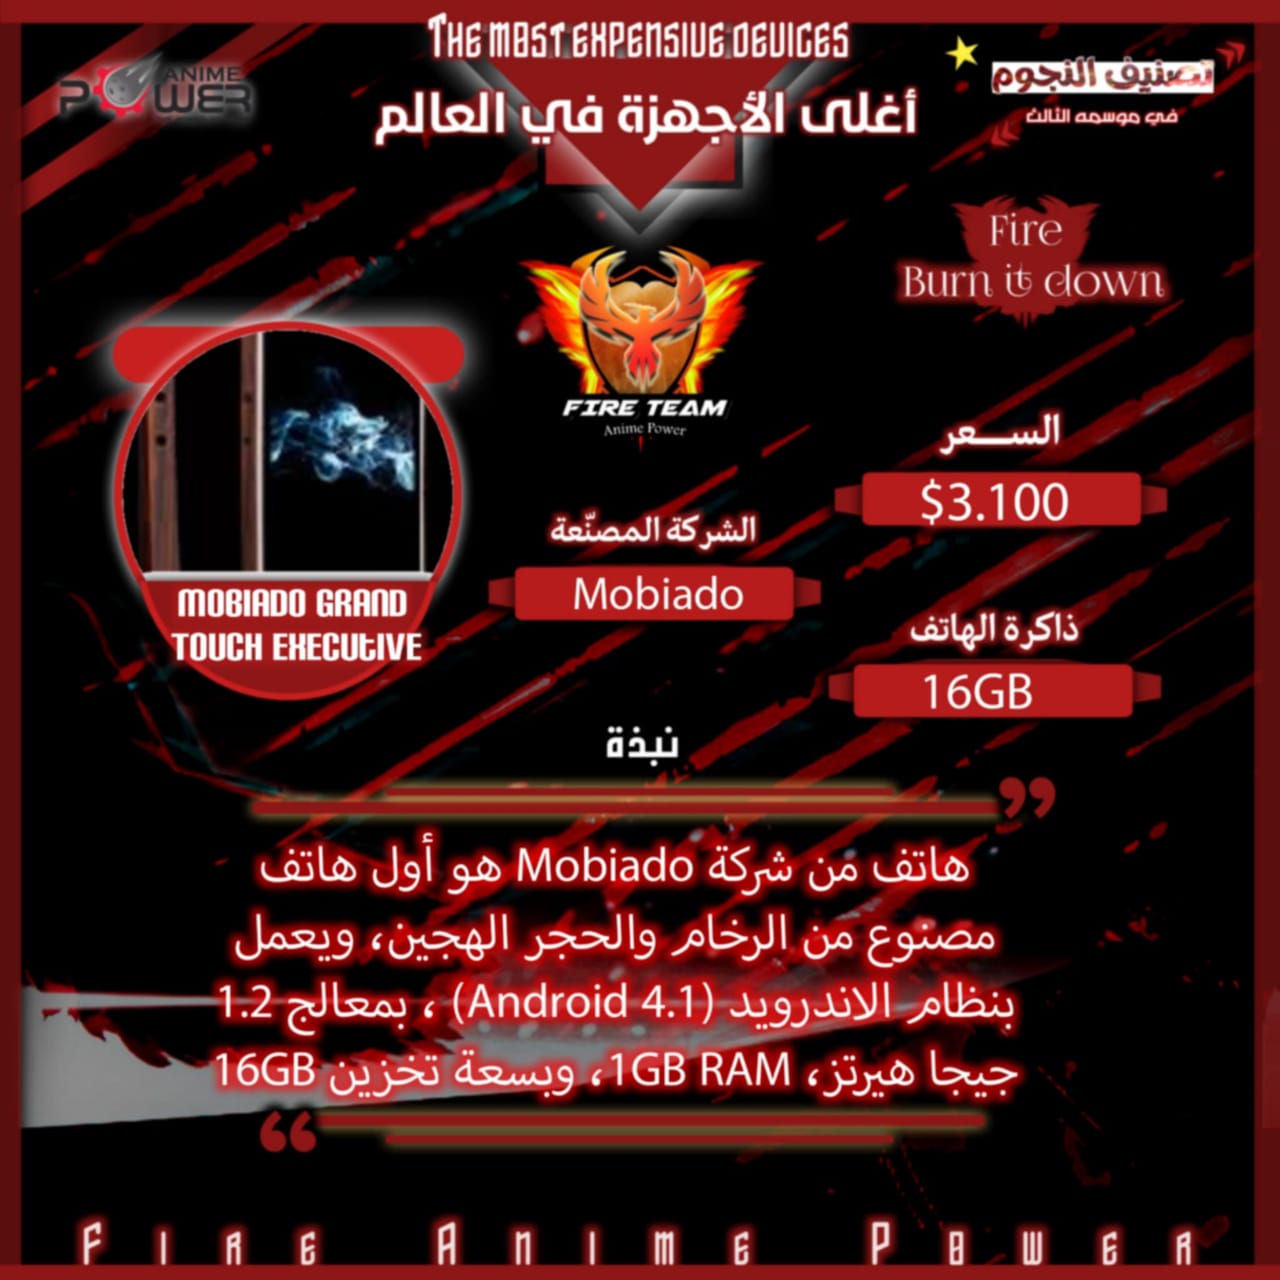 The most expensive devices
ANIME
POWER
تصنيف النجوم
في موسمه الثالث
أغلى الأجهزة في العالم
Fire
Burn it down
FIRE TEAM
Anime Power
السـعر
$3.100
الشركة المصنّعة
Mobiado
MOBIADO GRAND
TOUCH EXECUTIVE
ذاكرة الهاتف
16GB
نبذة
هاتف من شركة Mobiado هو أول هاتف
مصنوع من الرخام والحجر الهجين، ويعمل
بنظام الاندرويد (Android 4.1) ، بمعالج 1.2
جيجا هيرتز، 1GB RAM، وبسعة تخزين 16GB
Fire Anime Power